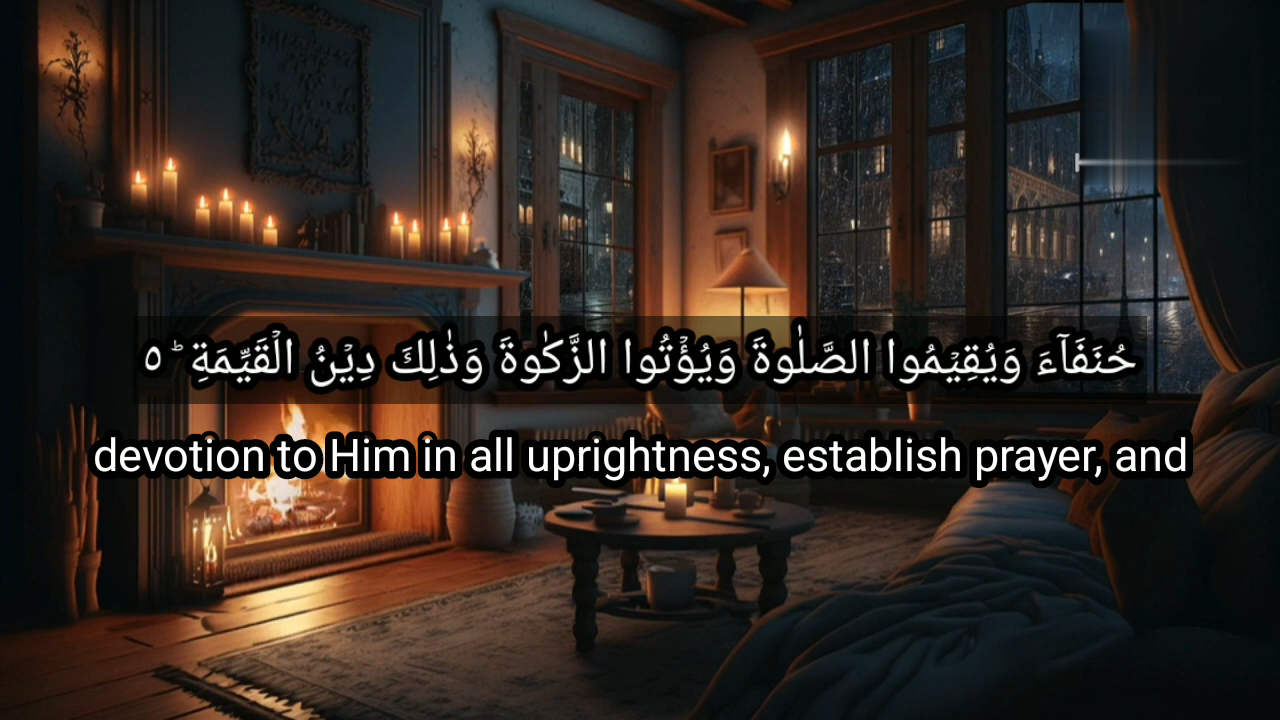 حُنَفَآءَ وَيُقِيۡمُوا الصَّلٰوةَ وَيُؤۡتُوا الزَّكٰوةَ وَذٰلِكَ دِيۡنُ الۡقَيِّمَةِ ؕ‏ ٥
devotion to Him in all uprightness, establish prayer, and